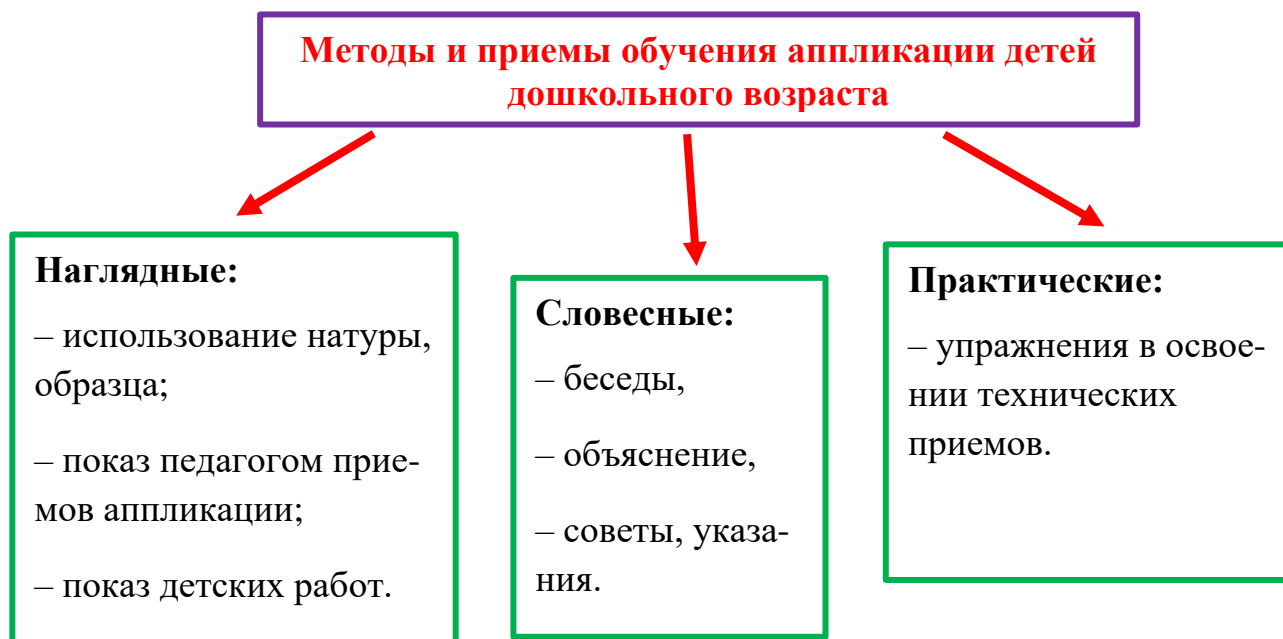 Методы и приемы обучения аппликации детей
дошкольного возраста
Наглядные:
– использование натуры,
образца;
– показ педагогом прие-
мов аппликации;
– показ детских работ.
Словесные:
– беседы,
– объяснение,
– советы, указа-
ния.
Практические:
– упражнения в освое-
нии технических
приемов.